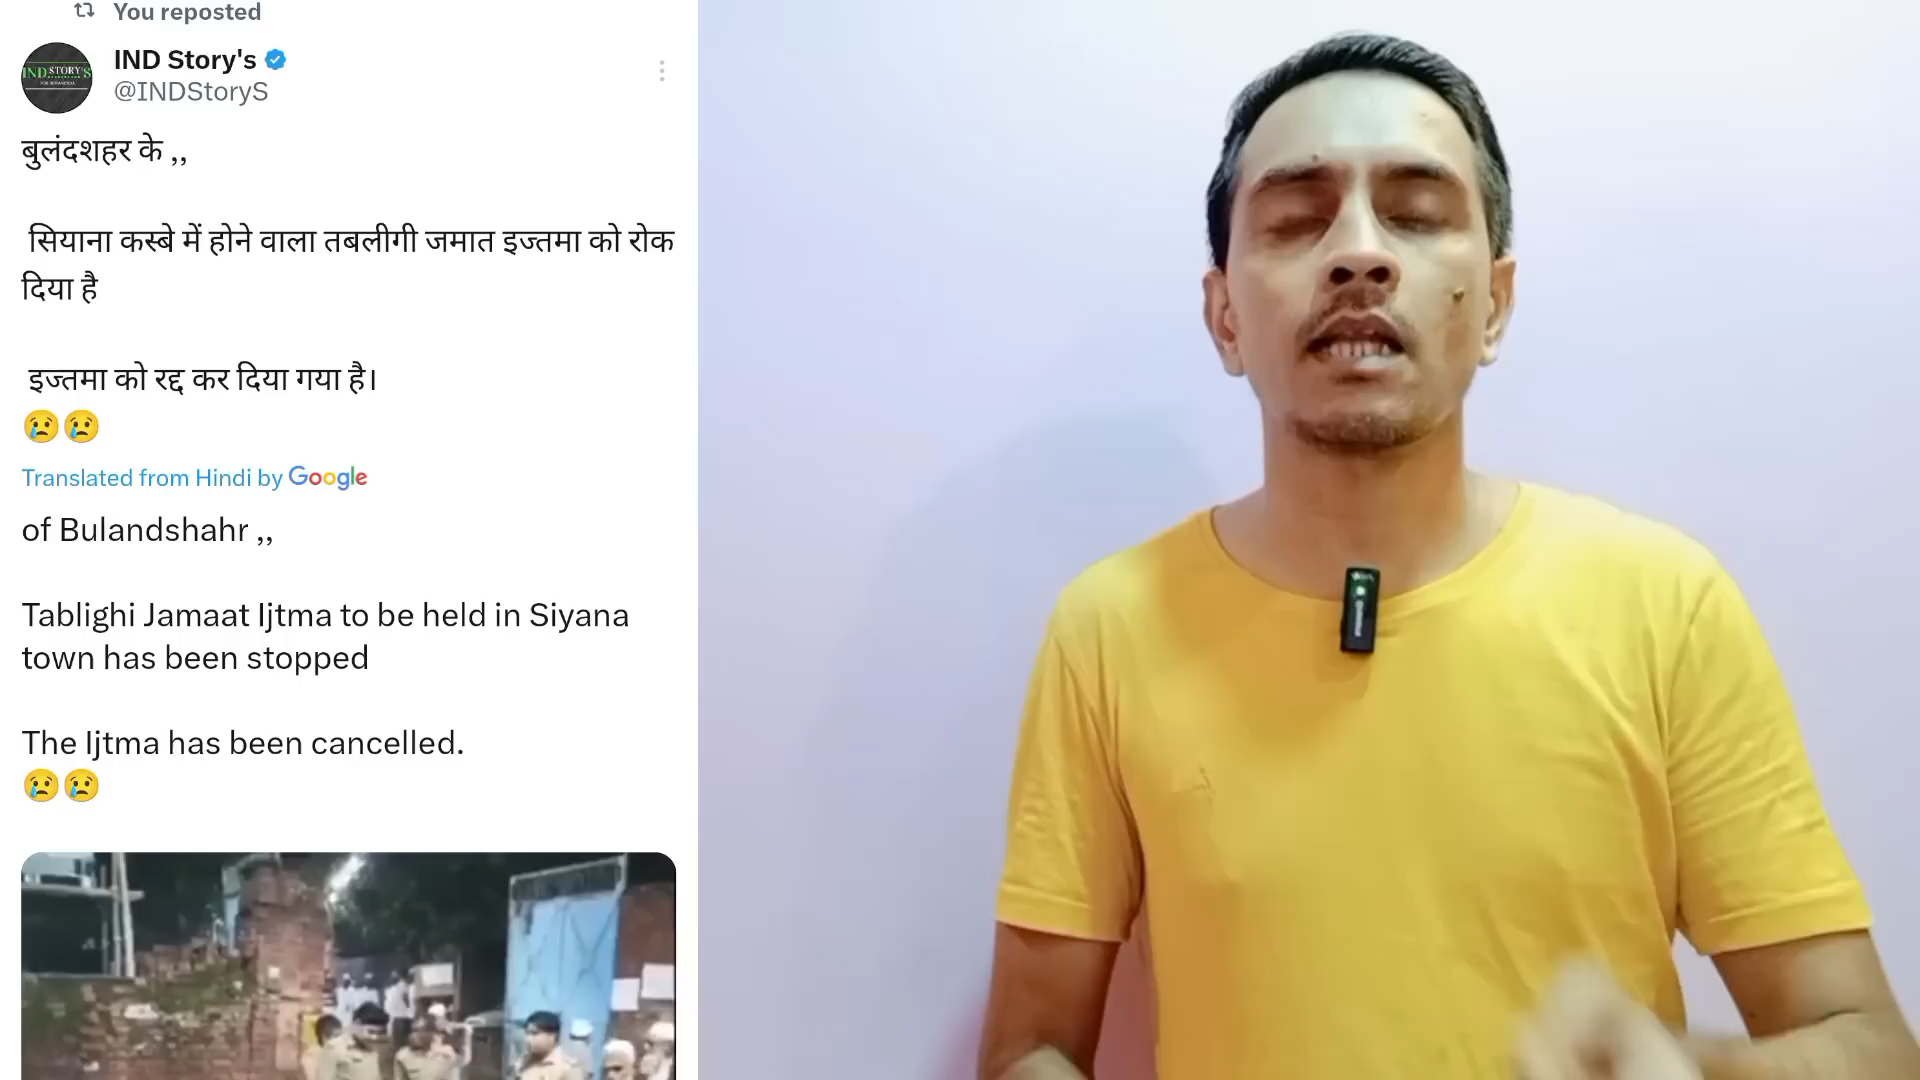 You reposted
IND STORY'S
IND Story's
@INDStoryS
बुलंदशहर के ,,
सियाना कस्बे में होने वाला तबलीगी जमात इज्तमा को रोक
दिया है
इज्तमा को रद्द कर दिया गया है।
😢😢
Translated from Hindi by Google
of Bulandshahr ,,
Tablighi Jamaat Ijtma to be held in Siyana
town has been stopped
The Ijtma has been cancelled.
😢😢